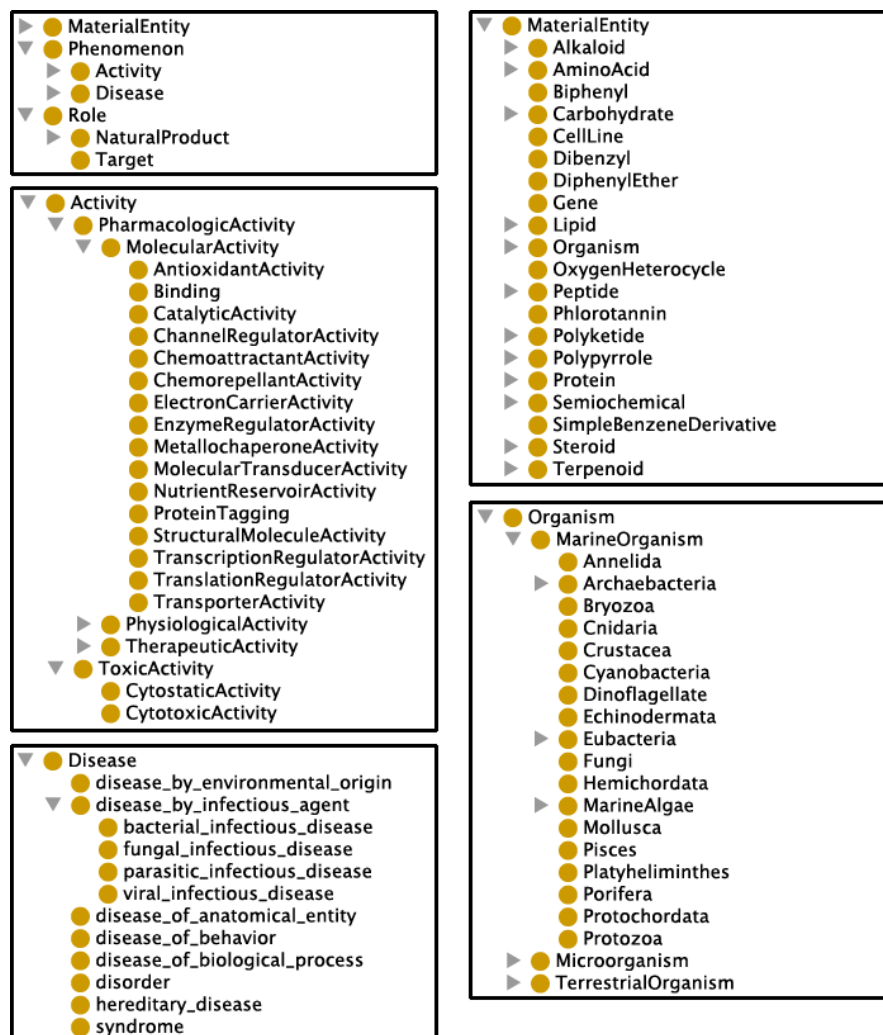 MaterialEntity
Phenomenon
Activity
Disease
Role
NaturalProduct
Target
Activity
PharmacologicActivity
MolecularActivity
AntioxidantActivity
Binding
CatalyticActivity
ChannelRegulatorActivity
ChemoattractantActivity
ChemorepellantActivity
ElectronCarrierActivity
EnzymeRegulatorActivity
MetallochaperoneActivity
MolecularTransducerActivity
NutrientReservoirActivity
ProteinTagging
StructuralMoleculeActivity
TranscriptionRegulatorActivity
TranslationRegulatorActivity
TransporterActivity
PhysiologicalActivity
TherapeuticActivity
ToxicActivity
CytostaticActivity
CytotoxicActivity
Disease
disease_by_environmental_origin
disease_by_infectious_agent
bacterial_infectious_disease
fungal_infectious_disease
parasitic_infectious_disease
viral_infectious_disease
disease_of_anatomical_entity
disease_of_behavior
disease_of_biological_process
disorder
hereditary_disease
syndrome
MaterialEntity
Alkaloid
AminoAcid
Biphenyl
Carbohydrate
CellLine
Dibenzyl
DiphenylEther
Gene
Lipid
Organism
OxygenHeterocycle
Peptide
Phlorotannin
Polyketide
Polypyrrole
Protein
Semiochemical
SimpleBenzeneDerivative
Steroid
Terpenoid
Organism
MarineOrganism
Annelida
Archaebacteria
Bryozoa
Cnidaria
Crustacea
Cyanobacteria
Dinoflagellate
Echinodermata
Eubacteria
Fungi
Hemichordata
MarineAlgae
Mollusca
Pisces
Platyheliminthes
Porifera
Protochordata
Protozoa
Microorganism
TerrestrialOrganism